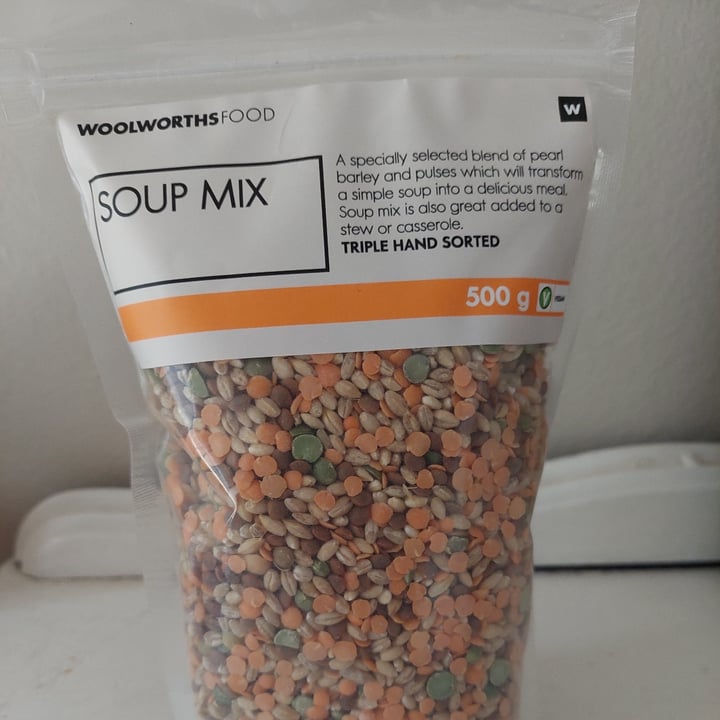 WOOLWORTHSFOOD
W
SOUP MIX
A specially selected blend of pearl
barley and pulses which will transform
a simple soup into a delicious meal.
Soup mix is also great added to a
stew or casserole.
TRIPLE HAND SORTED
500 g V VEGAN